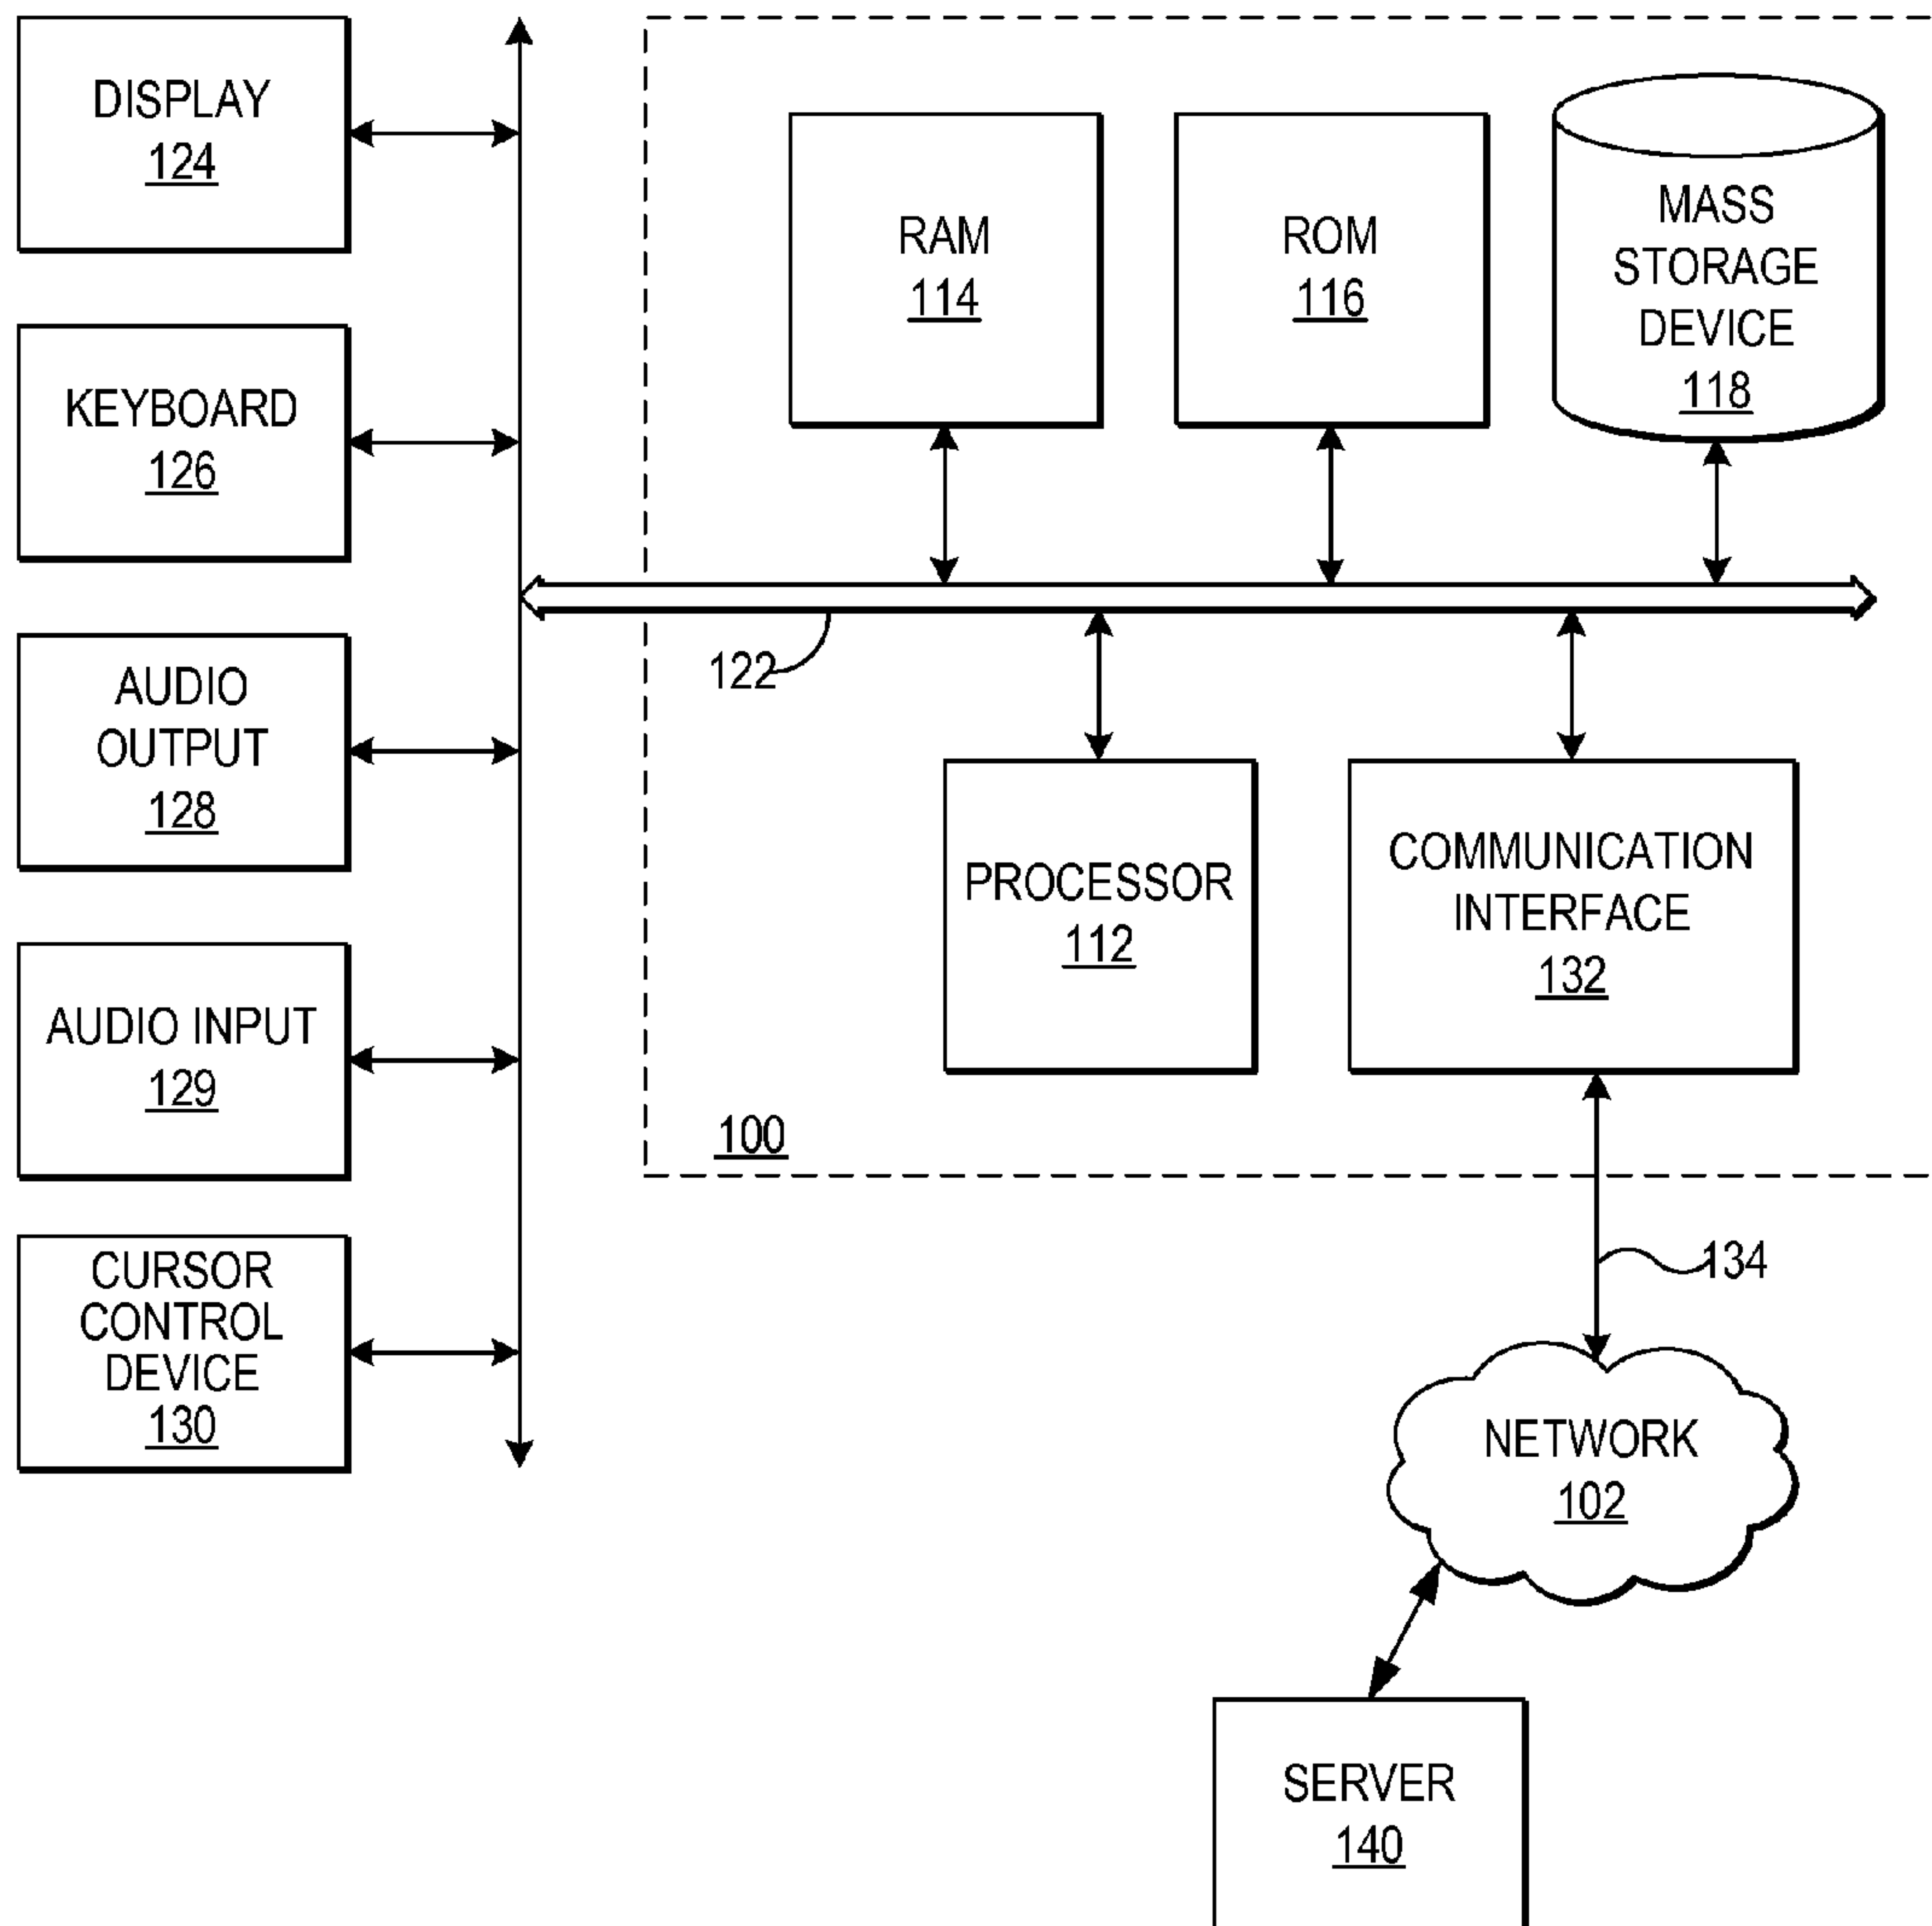 DISPLAY
124
KEYBOARD
126
AUDIO
OUTPUT
128
AUDIO INPUT
129
CURSOR
CONTROL
DEVICE
130
RAM
114
ROM
116
MASS
STORAGE
DEVICE
118
122
PROCESSOR
112
COMMUNICATION
INTERFACE
132
100
134
NETWORK
102
SERVER
140